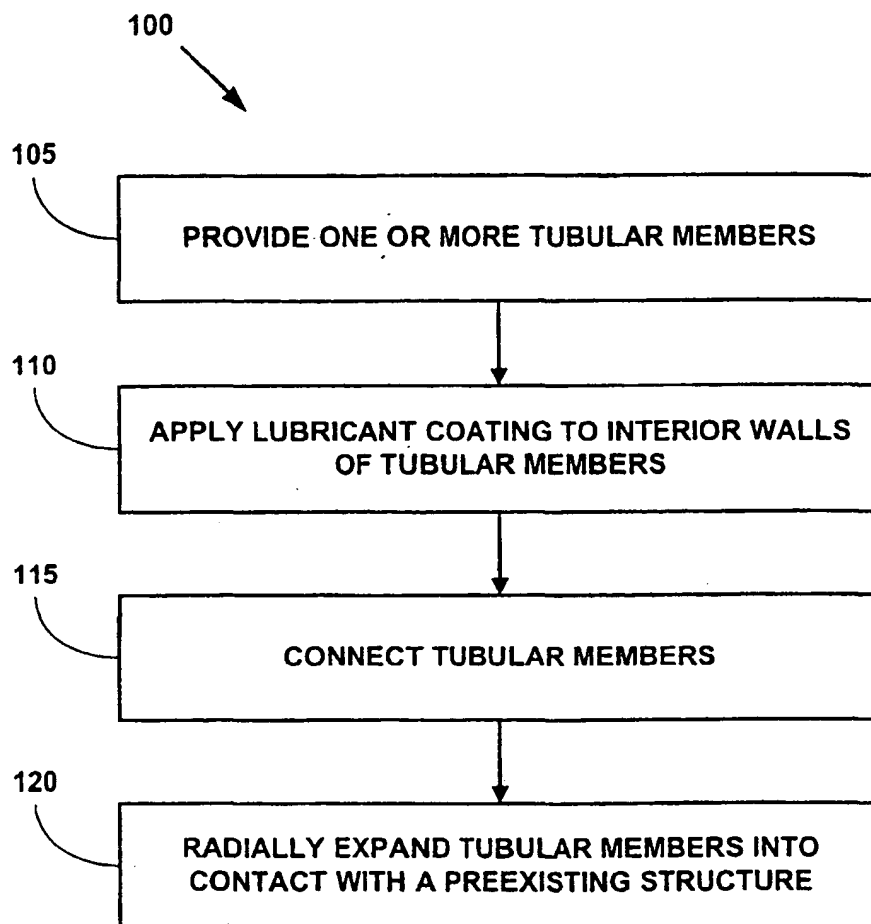 100
105
PROVIDE ONE OR MORE TUBULAR MEMBERS
110
APPLY LUBRICANT COATING TO INTERIOR WALLS
OF TUBULAR MEMBERS
115
CONNECT TUBULAR MEMBERS
120
RADIALLY EXPAND TUBULAR MEMBERS INTO
CONTACT WITH A PREEXISTING STRUCTURE